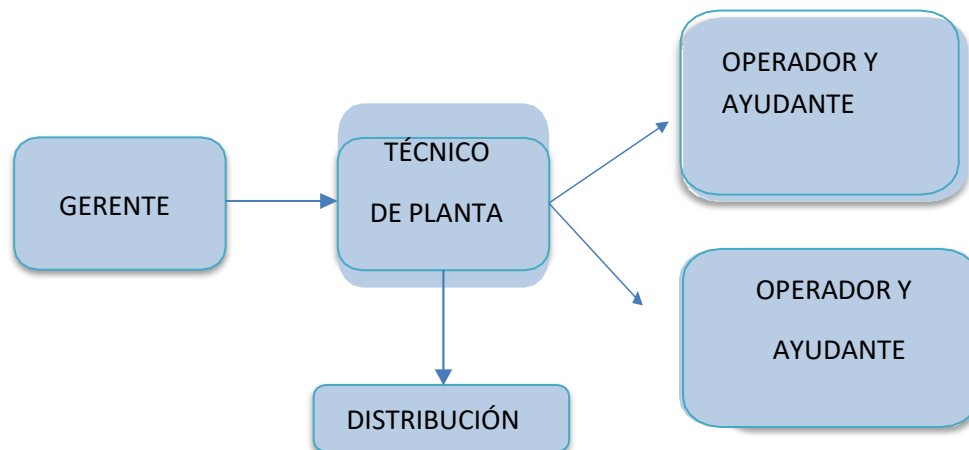 GERENTE
TÉCNICO
DE PLANTA
OPERADOR Y
AYUDANTE
OPERADOR Y
AYUDANTE
DISTRIBUCIÓN